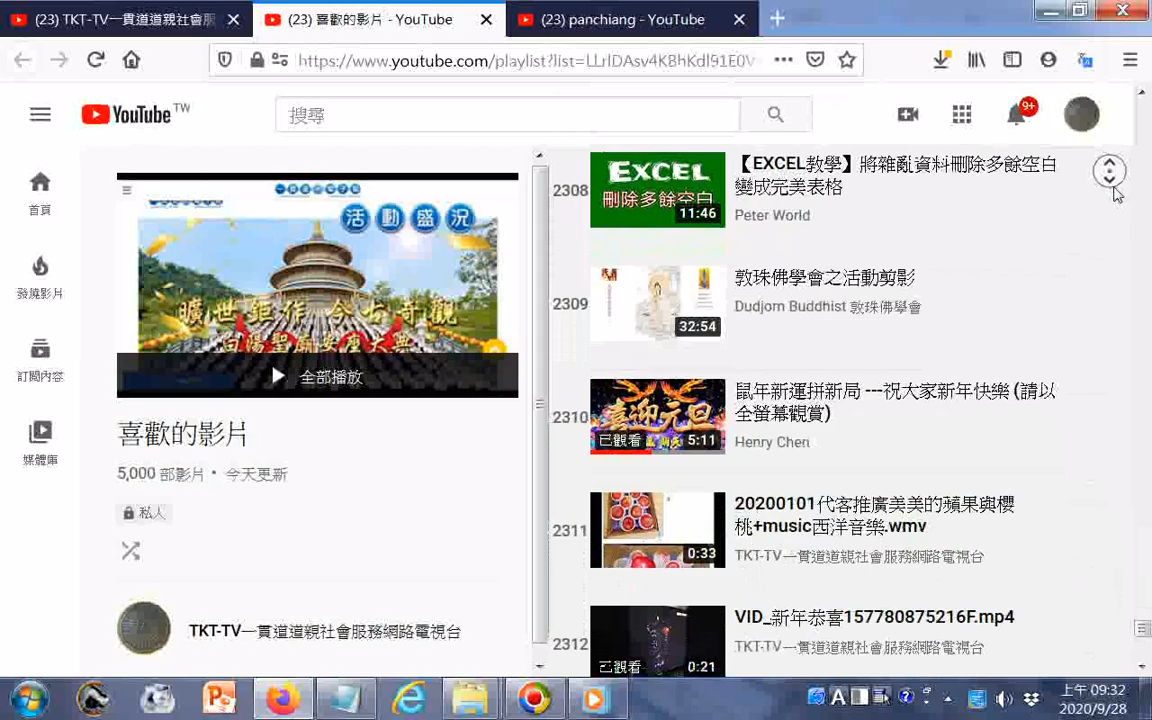 (23) TKT-TV一貫道道親社會服
(23) 喜歡的影片 - YouTube
(23) panchiang - YouTube
https://www.youtube.com/playlist?list=LLrIDAsv4KBhKdl91E0V
YouTube TW
搜尋
9+
首頁
發燒影片
訂閱內容
媒體庫
活動盛況
曠世鉅作 今古奇觀
全部播放
喜歡的影片
5,000 部影片・ 今天更新
私人
TKT-TV一貫道道親社會服務網路電視台
2308
EXCEL
刪除多餘空白
11:46
【EXCEL教學】將雜亂資料刪除多餘空白
變成完美表格
Peter World
2309
32:54
敦珠佛學會之活動剪影
Dudjom Buddhist 敦珠佛學會
2310
喜迎元旦
已觀看
5:11
鼠年新運拼新局 ---祝大家新年快樂 (請以
全螢幕觀賞)
Henry Chen
2311
0:33
20200101代客推廣美美的蘋果與櫻
桃+music西洋音樂.wmv
TKT-TV一貫道道親社會服務網路電視台
2312
已觀看
0:21
VID_新年恭喜157780875216F.mp4
TKT-TV一貫道道親社會服務網路電視台
上午 09:32
2020/9/28